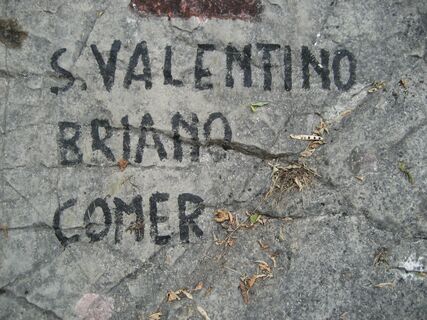 S. VALENTINO
BRIANO
COMER